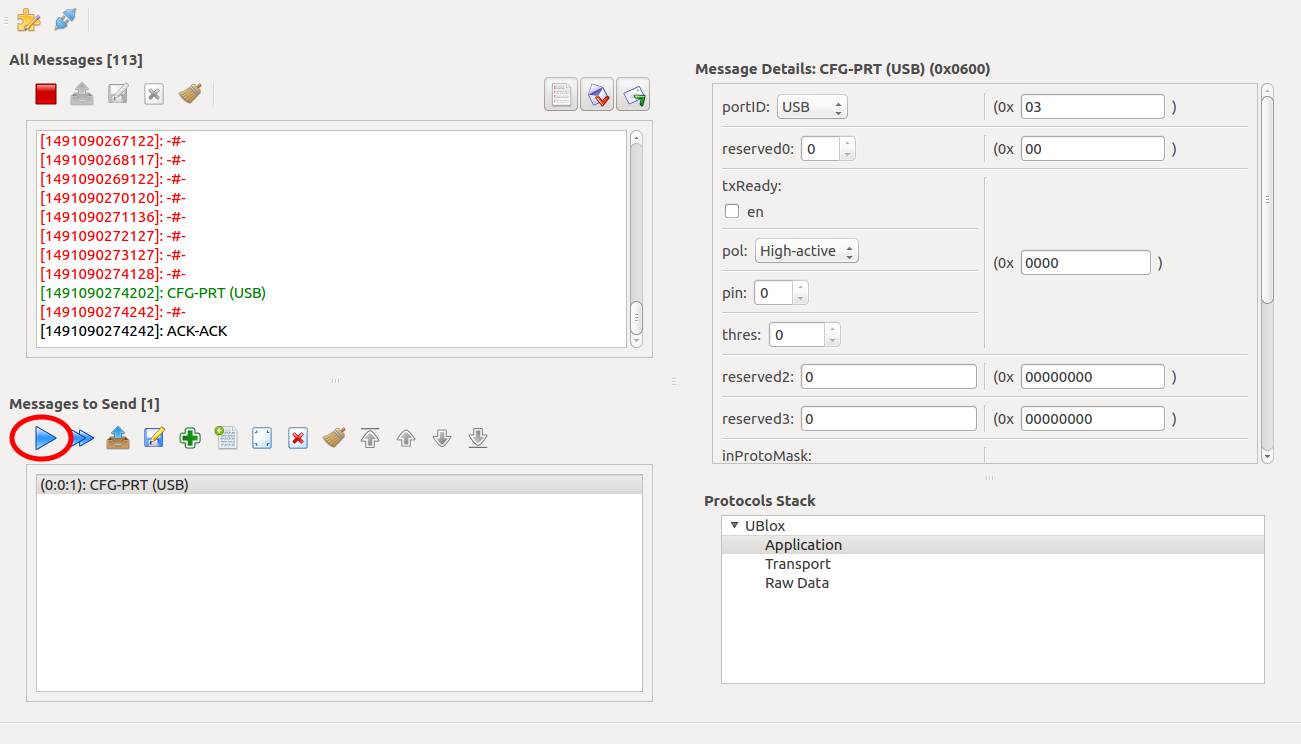 All Messages [113]
[1491090267122]: -#-
[1491090268117]: -#-
[1491090269122]: -#-
[1491090270120]: -#-
[1491090271136]: -#-
[1491090272127]: -#-
[1491090273127]: -#-
[1491090274128]: -#-
[1491090274202]: CFG-PRT (USB)
[1491090274242]: -#-
[1491090274242]: ACK-ACK
Messages to Send [1]
(0:0:1): CFG-PRT (USB)
Message Details: CFG-PRT (USB) (0x0600)
portID: USB (0x 03 )
reserved0: 0 (0x 00 )
txReady:
en
pol: High-active (0x 0000 )
pin: 0
thres: 0
reserved2: 0 (0x 00000000 )
reserved3: 0 (0x 00000000 )
inProtoMask:
Protocols Stack
UBlox
Application
Transport
Raw Data